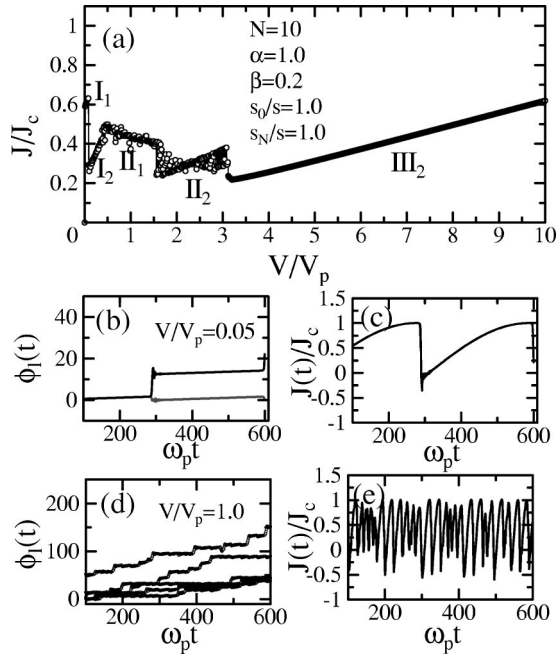 1
0.8
0.6
0.4
0.2
0
J/J_c
(a)
N=10
α=1.0
β=0.2
s_0/s=1.0
s_N/s=1.0
I_1
I_2
II_1
II_2
III_2
0 1 2 3 4 5 6 7 8 9 10
V/V_p
40
20
0
ϕ_l(t)
(b)
V/V_p=0.05
200 400 600
ω_pt
1.5
1
0.5
0
-0.5
-1
J(t)/J_c
(c)
200 400 600
ω_pt
200
100
0
ϕ_l(t)
(d)
V/V_p=1.0
200 400 600
ω_pt
1.5
1
0.5
0
-0.5
-1
J(t)/J_c
(e)
200 400 600
ω_pt